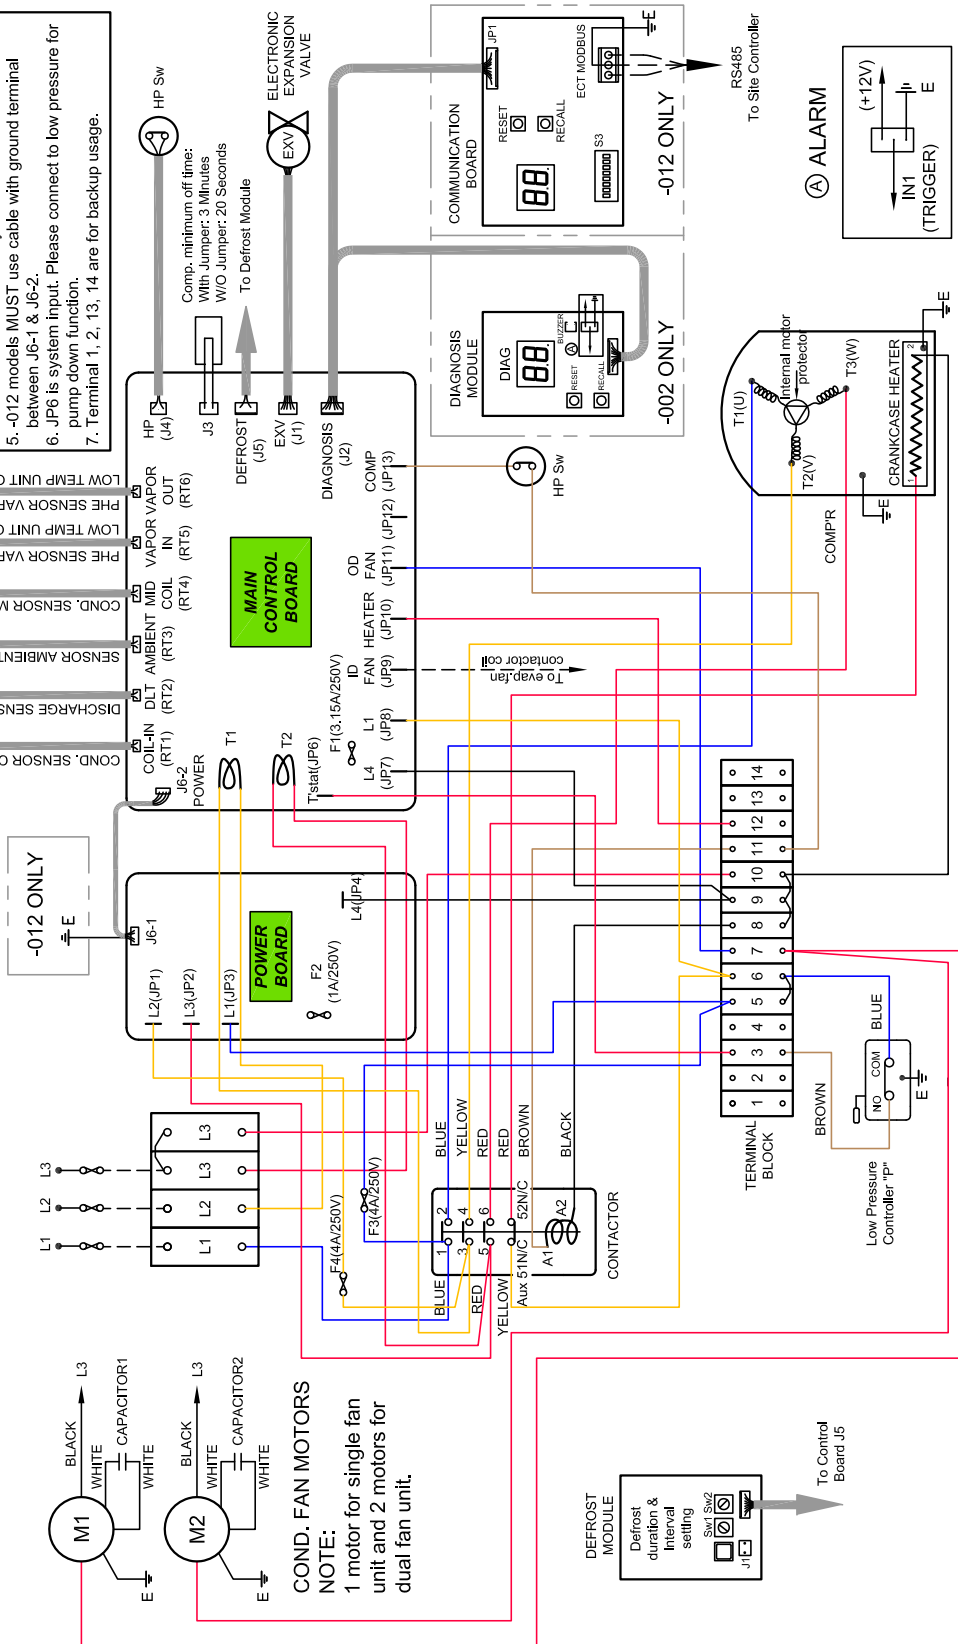 5. -012 models MUST use cable with ground terminal
between J6-1 & J6-2.
6. JP6 is system input. Please connect to low pressure for
pump down function.
7. Terminal 1, 2, 13, 14 are for backup usage.
HP Sw
Comp. minimum off time:
With Jumper: 3 Minutes
W/O Jumper: 20 Seconds
To Defrost Module
ELECTRONIC
EXPANSION
VALVE
EXV
HP
(J4)
J3
DEFROST
(J5)
EXV
(J1)
DIAGNOSIS
(J2)
LOW TEMP UNIT
PHE SENSOR
LOW TEMP UNIT
PHE SENSOR
COND. SENSOR
SENSOR AMBIENT
DISCHARGE
COND. SENSOR
VAPOR
OUT
(RT6)
VAPOR
IN
(RT5)
MID
COIL
(RT4)
AMBIENT
(RT3)
DLT
(RT2)
COIL-IN
(RT1)
MAIN
CONTROL
BOARD
J6-2
POWER
T1
T2
T'stat(JP6)
F1(3.15A/250V)
L4
(JP7)
L1
(JP8)
ID
FAN
(JP9)
HEATER
(JP10)
OD
FAN
(JP11)
(JP12)
COMP
(JP13)
To evap.fan
contactor coil
HP Sw
COMMUNICATION
BOARD
JP1
RESET
RECALL
ECT MODBUS
88
S3
E
-012 ONLY
RS485
To Site Controller
DIAGNOSIS
MODULE
DIAG
88
RESET
RECALL
A
BUZZER
-002 ONLY
A ALARM
(+12V)
E
IN1
(TRIGGER)
T1(U)
T2(V)
T3(W)
Internal motor
protector
COMP'R
E
CRANKCASE HEATER
1
2
E
-012 ONLY
E
J6-1
L2(JP1)
L3(JP2)
L1(JP3)
POWER
BOARD
F2
(1A/250V)
L4(JP4)
L3
L2
L1
L3
L3
L2
L1
F4(4A/250V)
F3(4A/250V)
BLUE
YELLOW
RED
RED
BROWN
BLACK
2
4
6
52N/C
A2
1
3
5
Aux 51N/C
A1
BLUE
RED
YELLOW
CONTACTOR
1
2
3
4
5
6
7
8
9
10
11
12
13
14
TERMINAL
BLOCK
BROWN
BLUE
NO
COM
E
Low Pressure
Controller "P"
M1
BLACK
L3
WHITE
CAPACITOR1
WHITE
E
M2
BLACK
L3
WHITE
CAPACITOR2
WHITE
E
COND. FAN MOTORS
NOTE:
1 motor for single fan
unit and 2 motors for
dual fan unit.
DEFROST
MODULE
Defrost
duration &
Interval
setting
Sw1 Sw2
J1
To Control
Board J5